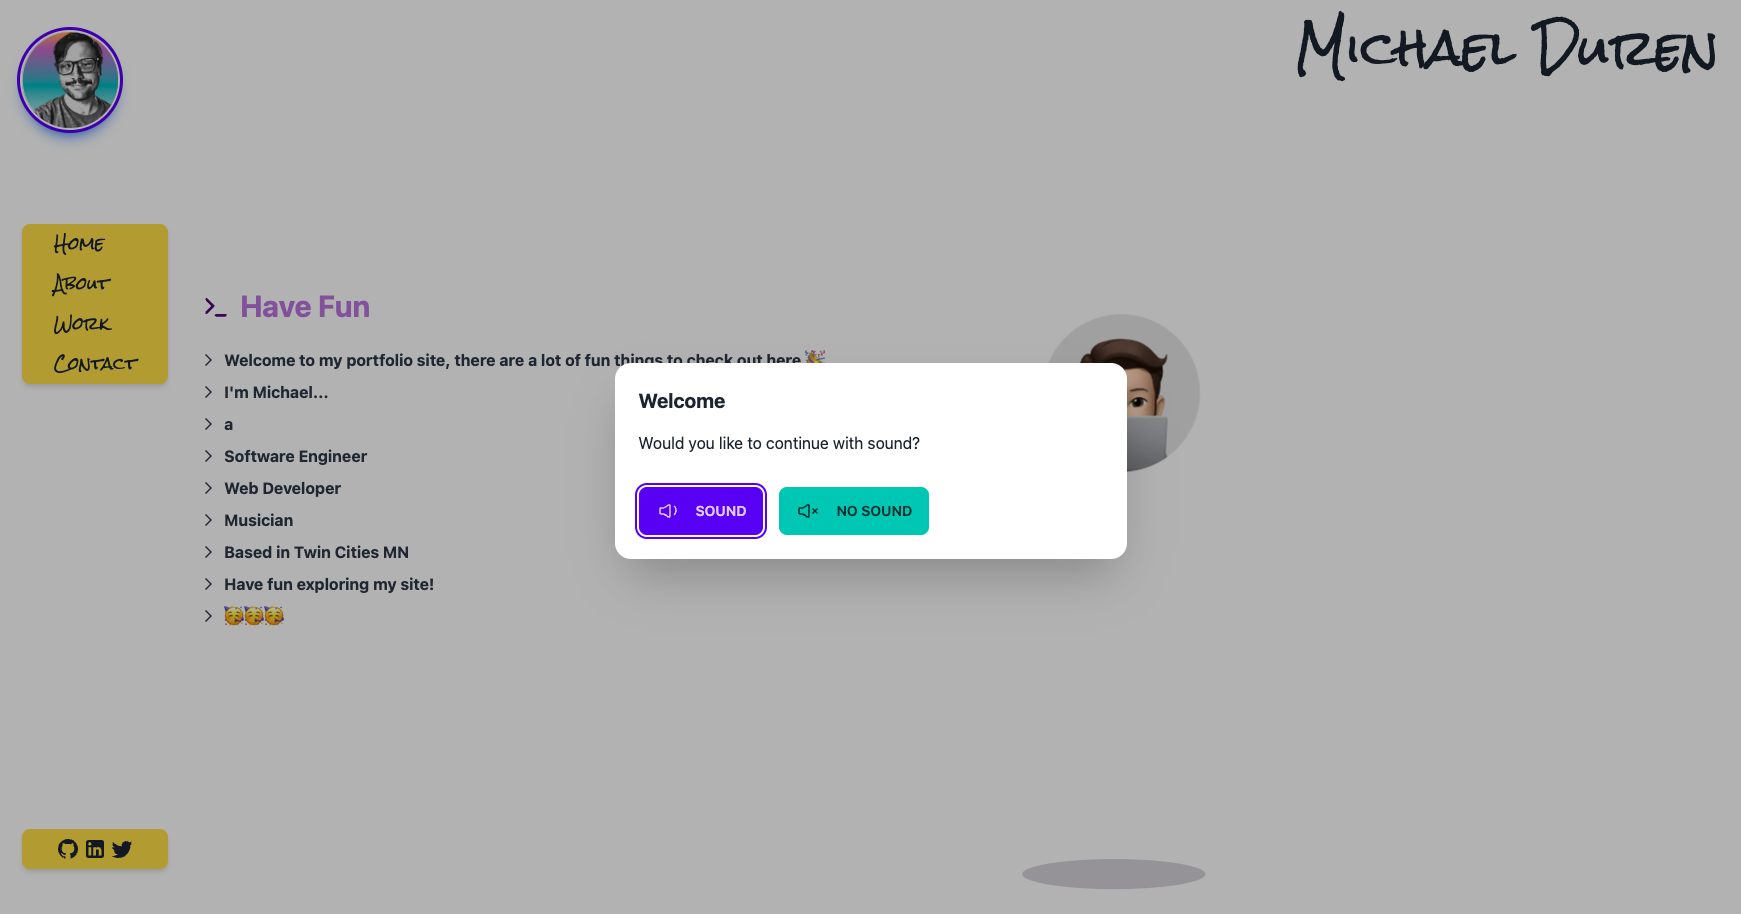 Michael Duren
Home
About
Work
Contact
Have Fun
Welcome to my portfolio site, there are a lot of fun things to check out here 🎉
I'm Michael...
a
Software Engineer
Web Developer
Musician
Based in Twin Cities MN
Have fun exploring my site!
🥳🥳🥳
Welcome
Would you like to continue with sound?
SOUND
NO SOUND